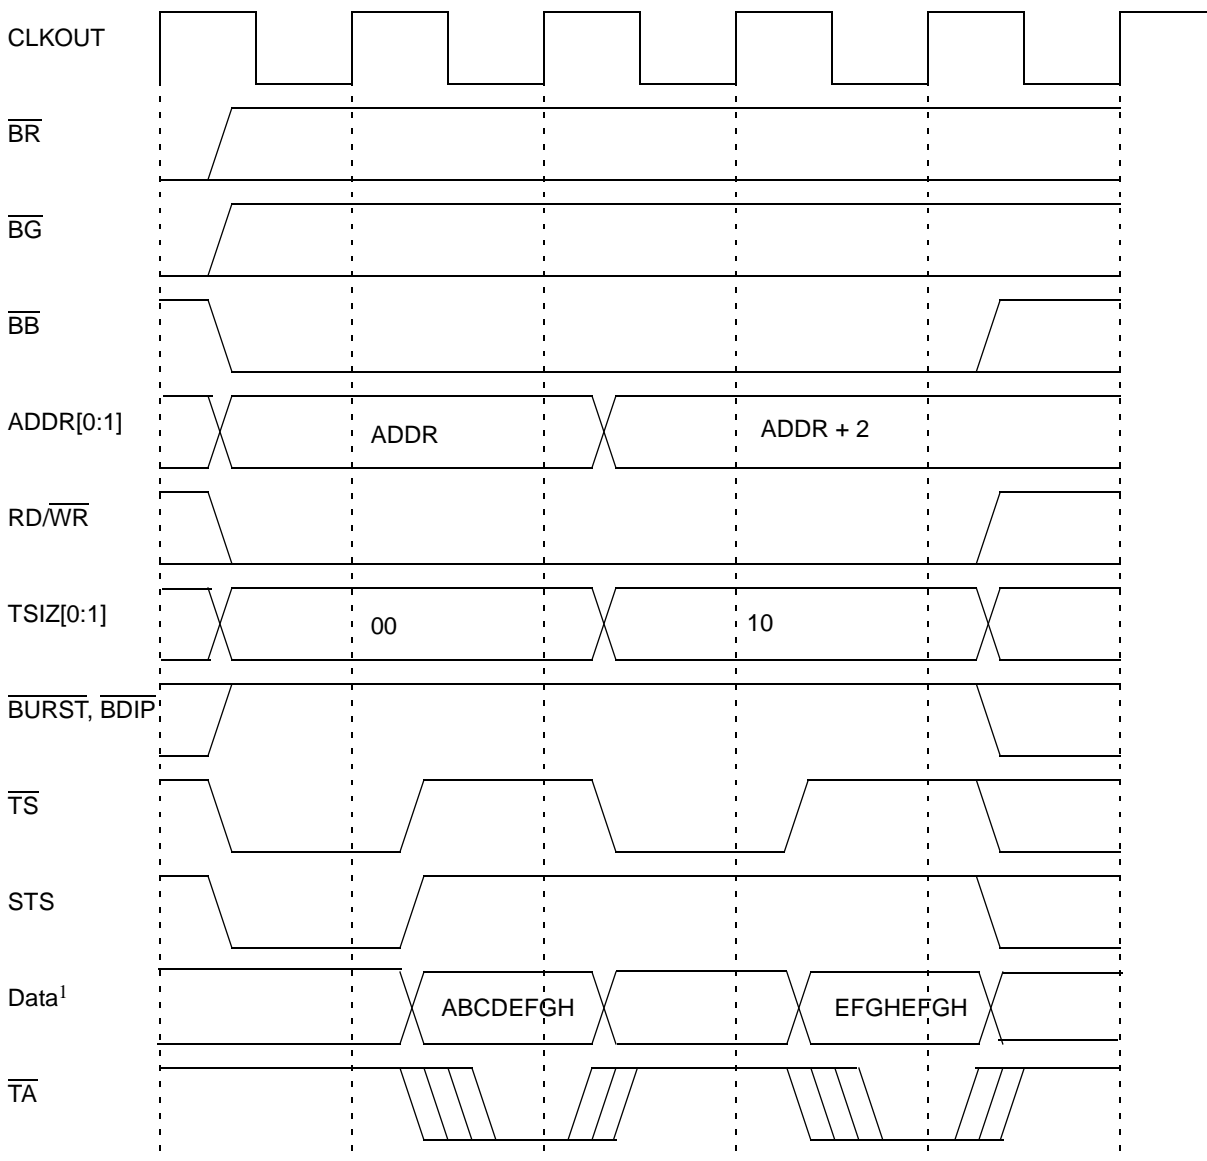 CLKOUT
BR
BG
BB
ADDR[0:1] ADDR ADDR + 2
RD/WR
TSIZ[0:1] 00 10
BURST, BDIP
TS
STS
Data1 ABCDEFGH EFGHEFGH
TA